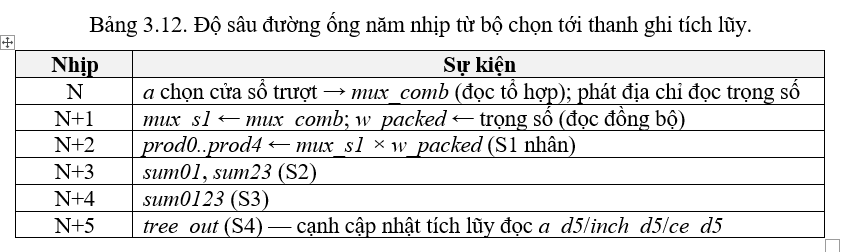 Bảng 3.12. Độ sâu đường ống năm nhịp từ bộ chọn tới thanh ghi tích lũy.
Nhịp Sự kiện
N a chọn cửa sổ trượt → mux_comb (đọc tổ hợp); phát địa chỉ đọc trọng số
N+1 mux_s1 ← mux_comb; w_packed ← trọng số (đọc đồng bộ)
N+2 prod0..prod4 ← mux_s1 × w_packed (S1 nhân)
N+3 sum01, sum23 (S2)
N+4 sum0123 (S3)
N+5 tree_out (S4) — cạnh cập nhật tích lũy đọc a_d5/inch_d5/ce_d5